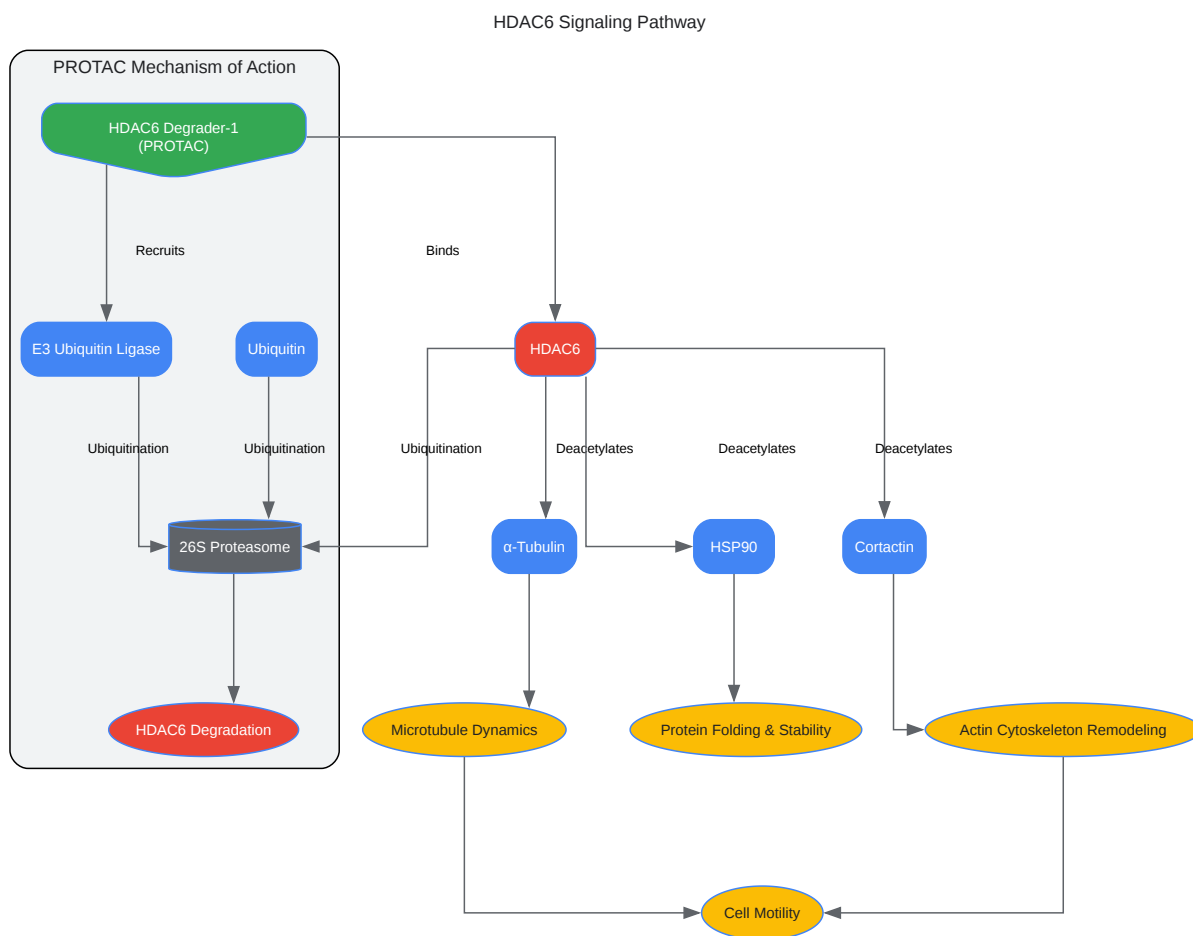 HDAC6 Signaling Pathway
PROTAC Mechanism of Action
HDAC6 Degrader-1
(PROTAC)
Recruits
Binds
E3 Ubiquitin Ligase
Ubiquitin
HDAC6
Ubiquitination
Ubiquitination
Ubiquitination
Deacetylates
Deacetylates
Deacetylates
26S Proteasome
α-Tubulin
HSP90
Cortactin
HDAC6 Degradation
Microtubule Dynamics
Protein Folding & Stability
Actin Cytoskeleton Remodeling
Cell Motility